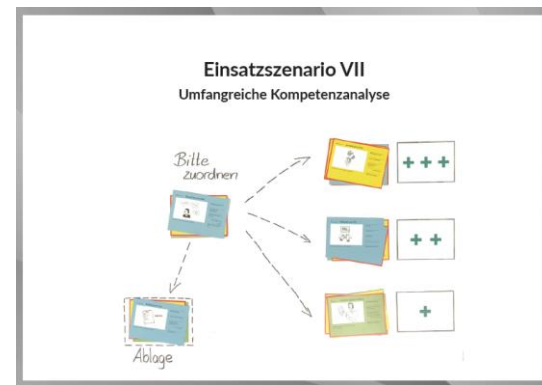 Einsatzszenario VII
Umfangreiche Kompetenzanalyse
Bitte
zuordnen
+ + +
+ +
+
Ablage